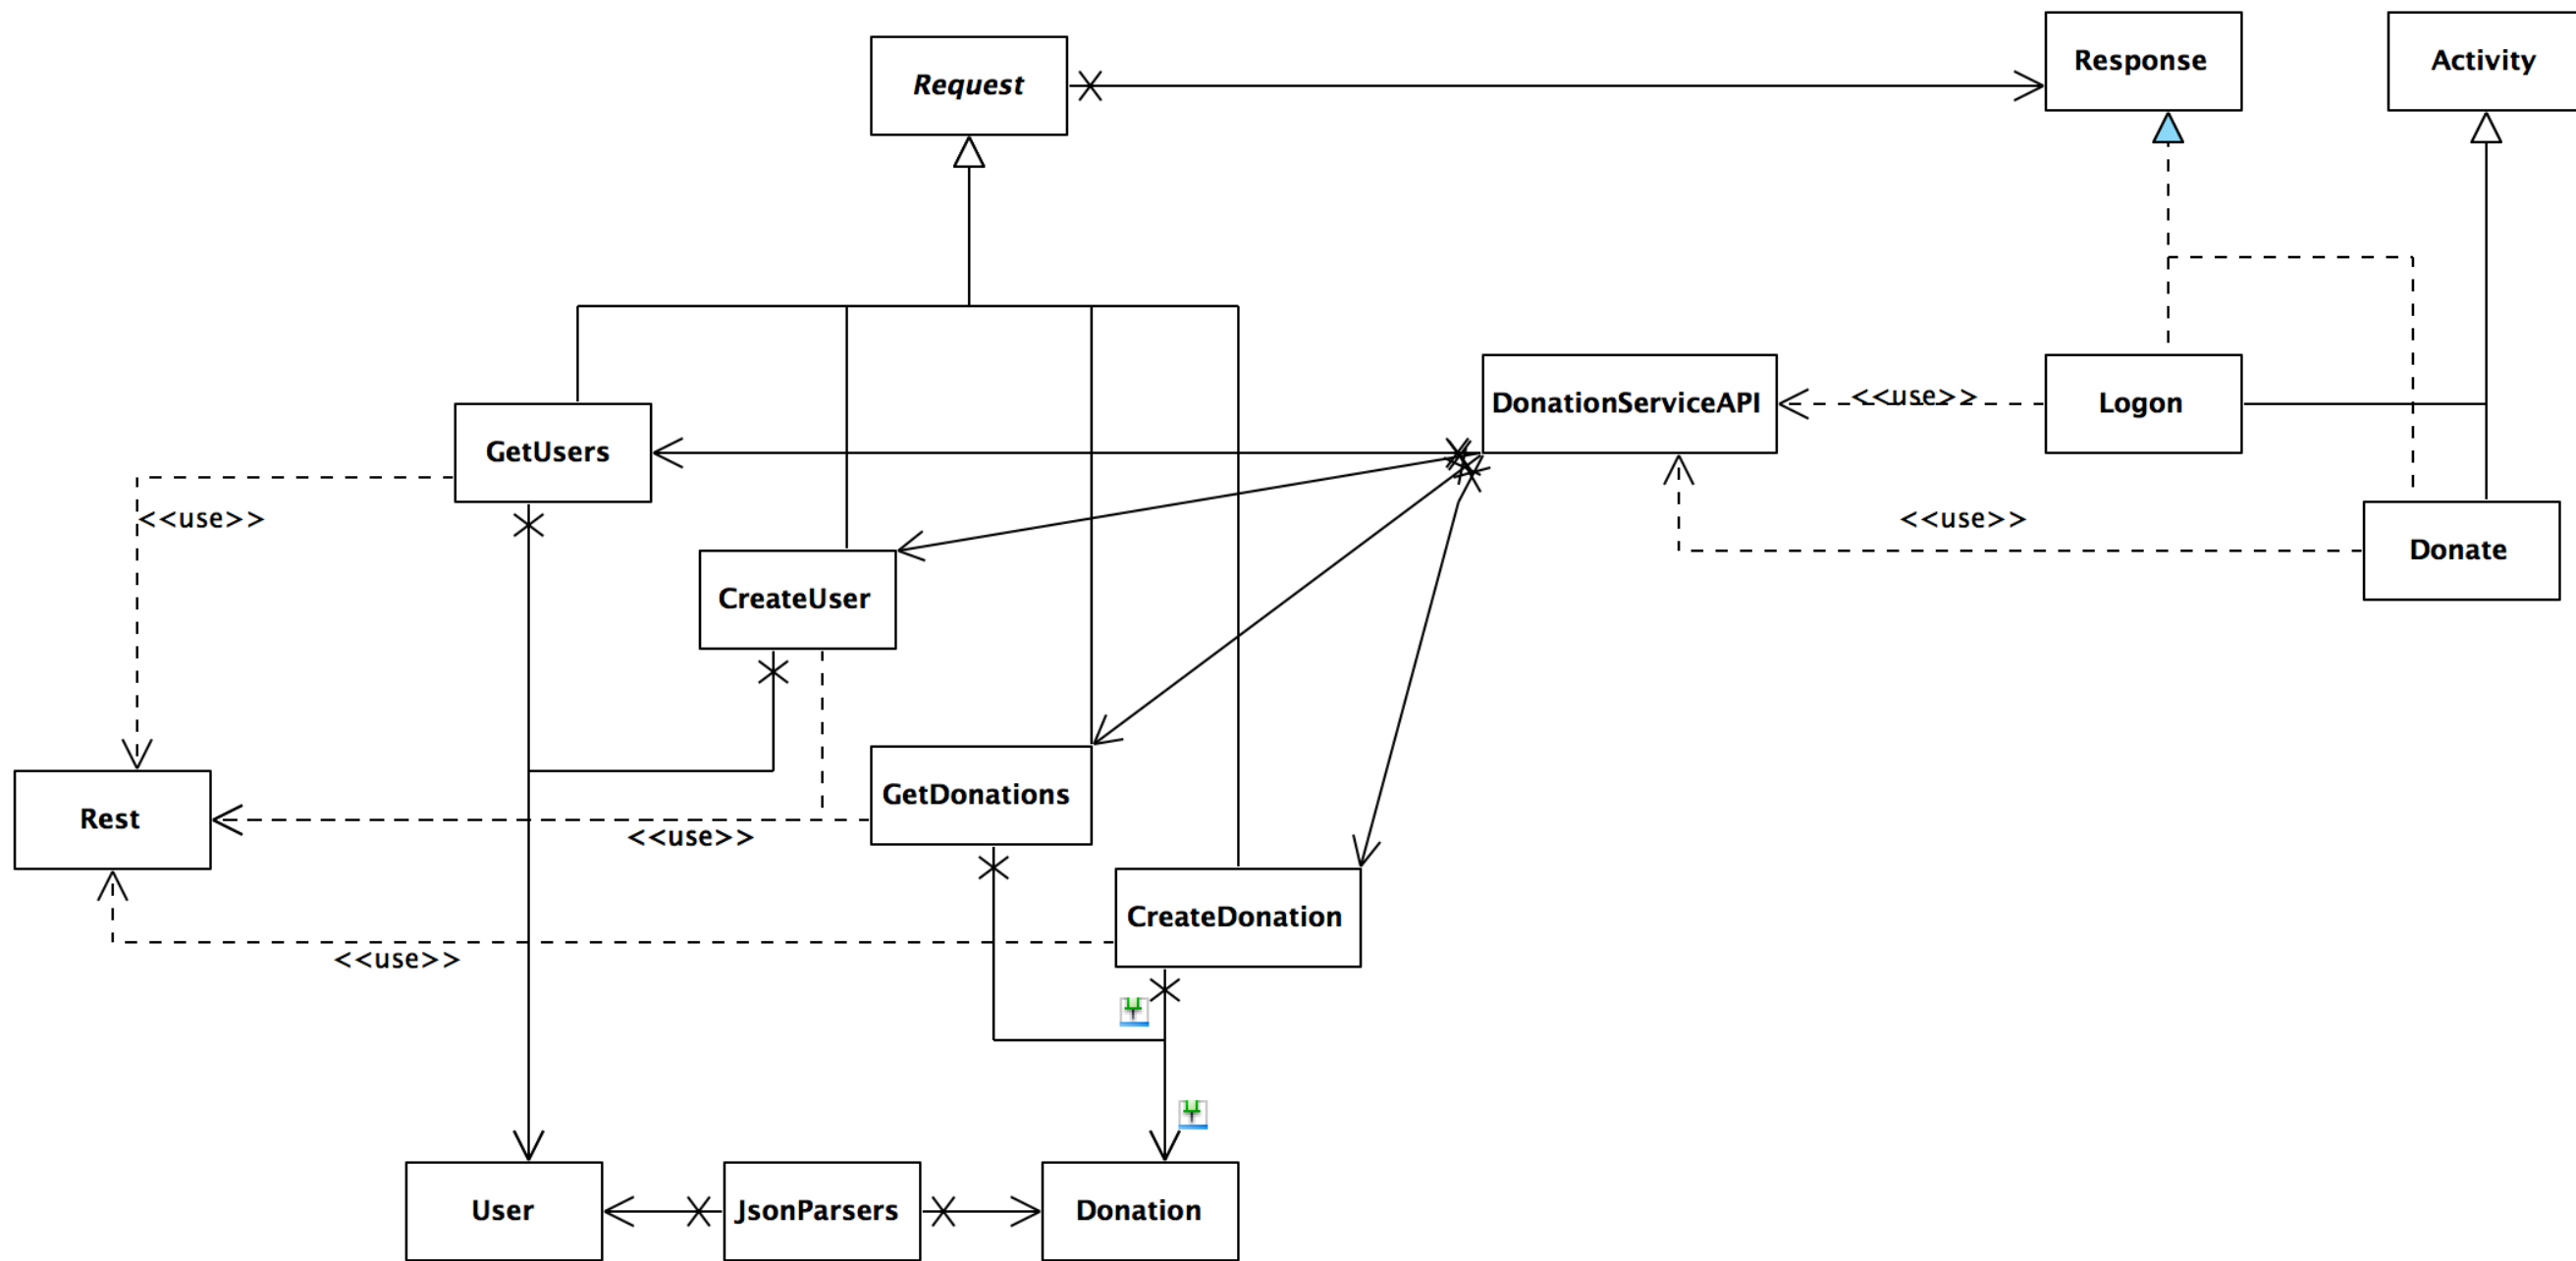 Response
Activity
Request
DonationServiceAPI
<<use>>
Logon
GetUsers
<<use>>
<<use>>
Donate
CreateUser
GetDonations
Rest
<<use>>
CreateDonation
<<use>>
User
JsonParsers
Donation